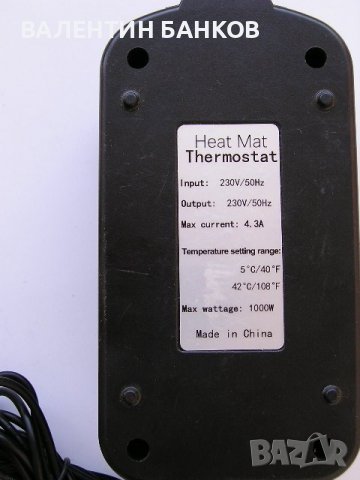 ВАЛЕНТИН БАНКОВ
Heat Mat
Thermostat
Input: 230V/50Hz
Output: 230V/50Hz
Max current: 4.3A
Temperature setting range:
5°C/40°F
42°C/108°F
Max wattage: 1000W
Made in China
BAZAR